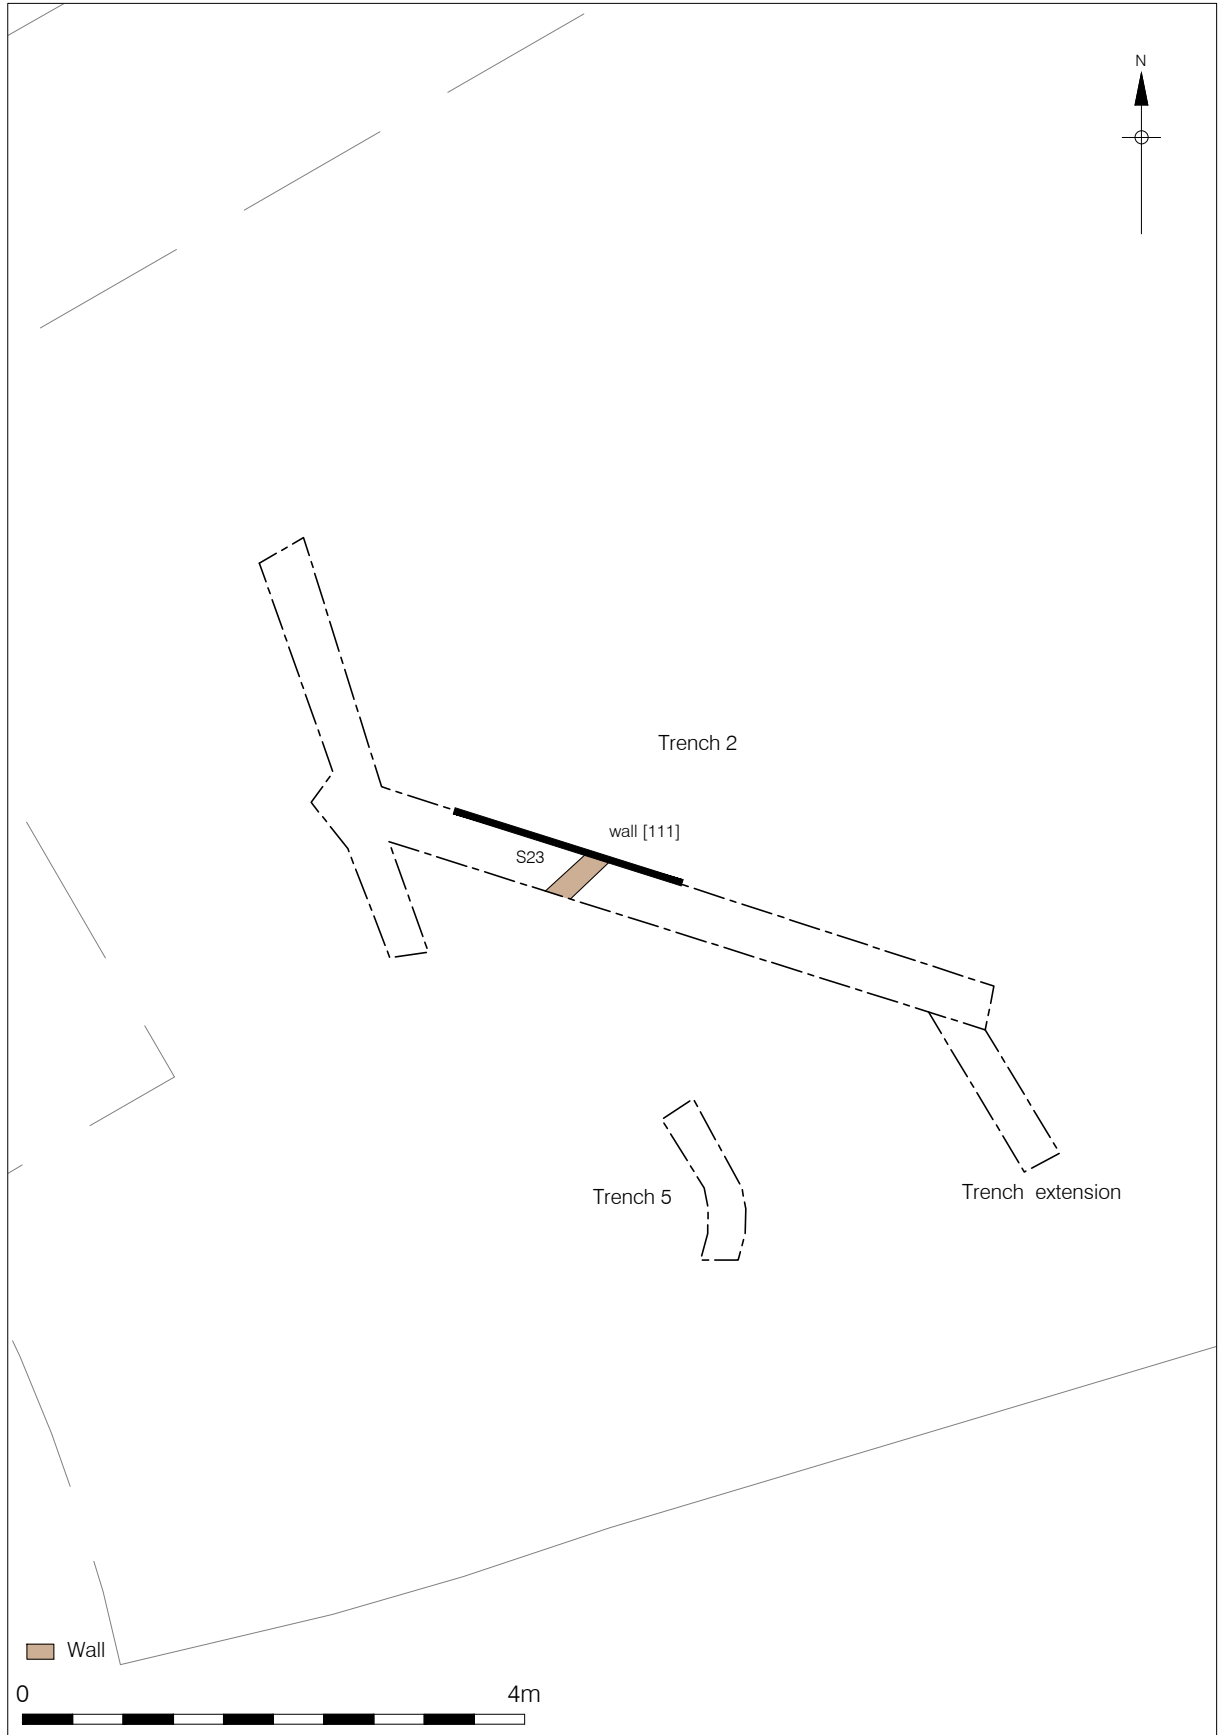 N
Trench 2
wall [111]
S23
Trench 5
Trench extension
Wall
0 4m